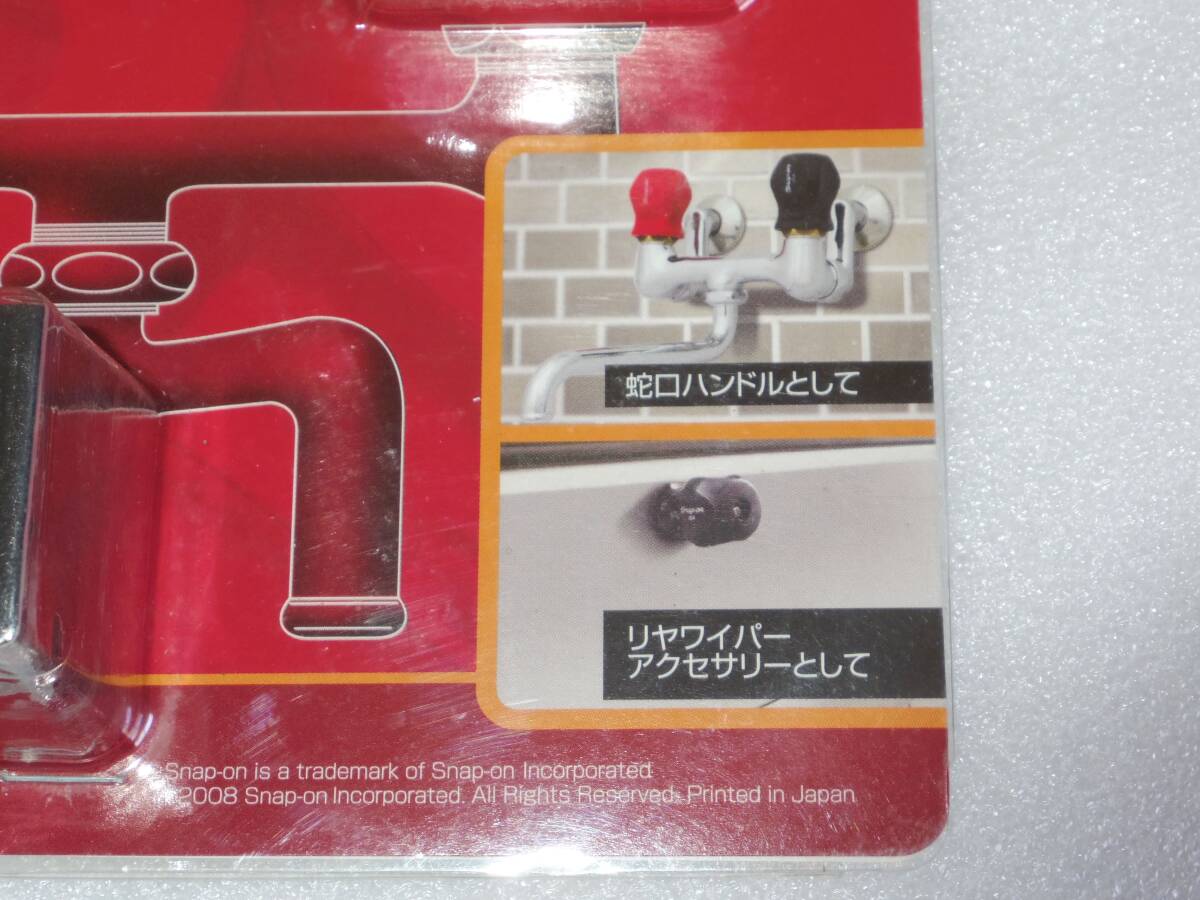 蛇口ハンドルとして
Snap-on
リヤワイパー
アクセサリーとして
Snap-on is a trademark of Snap-on Incorporated.
2008 Snap-on Incorporated. All Rights Reserved. Printed in Japan